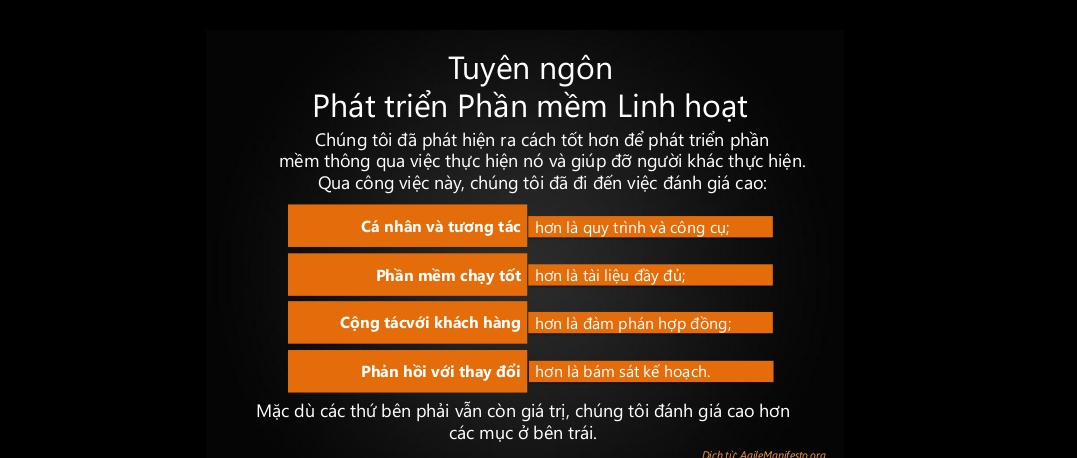 Tuyên ngôn
Phát triển Phần mềm Linh hoạt
Chúng tôi đã phát hiện ra cách tốt hơn để phát triển phần
mềm thông qua việc thực hiện nó và giúp đỡ người khác thực hiện.
Qua công việc này, chúng tôi đã đi đến việc đánh giá cao:
Cá nhân và tương tác hơn là quy trình và công cụ;
Phần mềm chạy tốt hơn là tài liệu đầy đủ;
Cộng tácvới khách hàng hơn là đàm phán hợp đồng;
Phản hồi với thay đổi hơn là bám sát kế hoạch.
Mặc dù các thứ bên phải vẫn còn giá trị, chúng tôi đánh giá cao hơn
các mục ở bên trái.
Dịch từ AgileManifesto.org